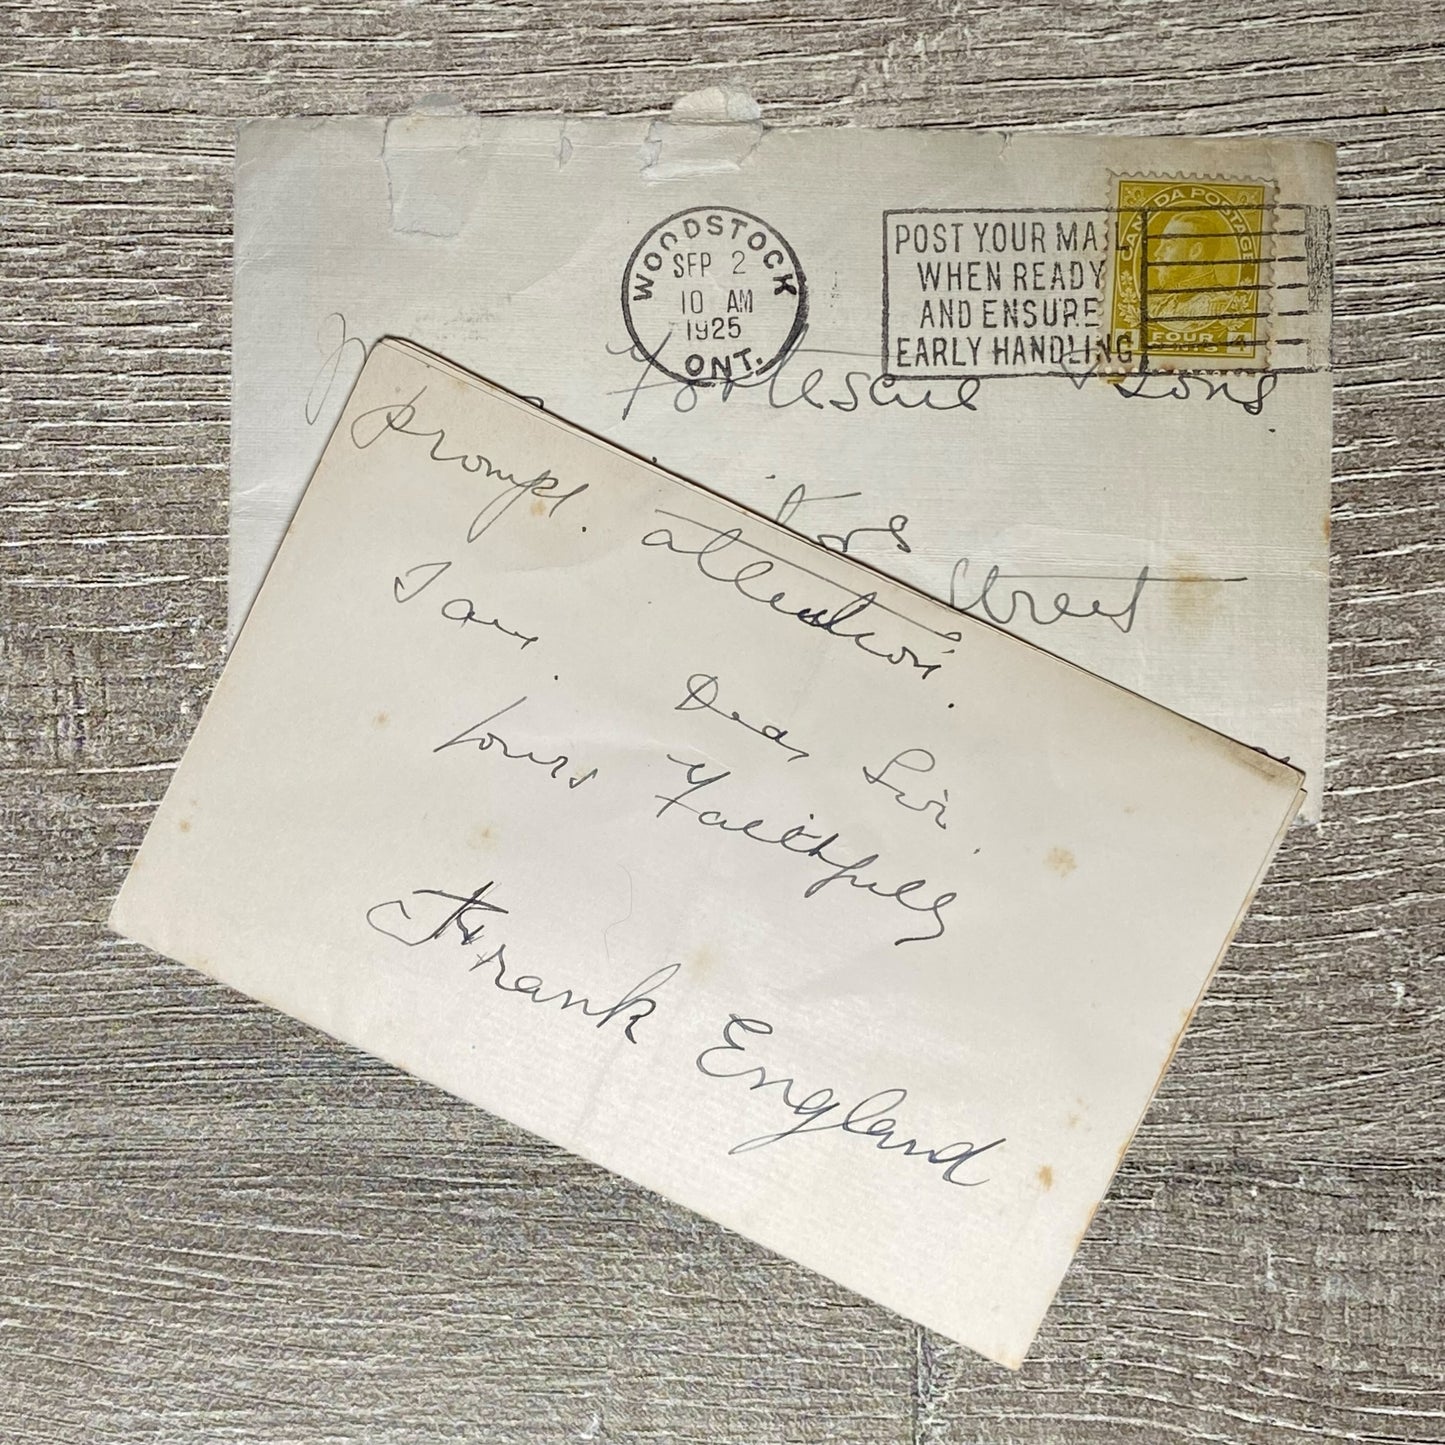 WOODSTOCK
SEP 2
10 AM
1925
ONT.
POST YOUR MAIL
WHEN READY
AND ENSURE
EARLY HANDLING
CANADA POSTAGE
FOUR CENTS 4
Fortescue & Sons.
Street
prompt. attention.
I am. Dear Sir.
Yours Faithfully
Frank England